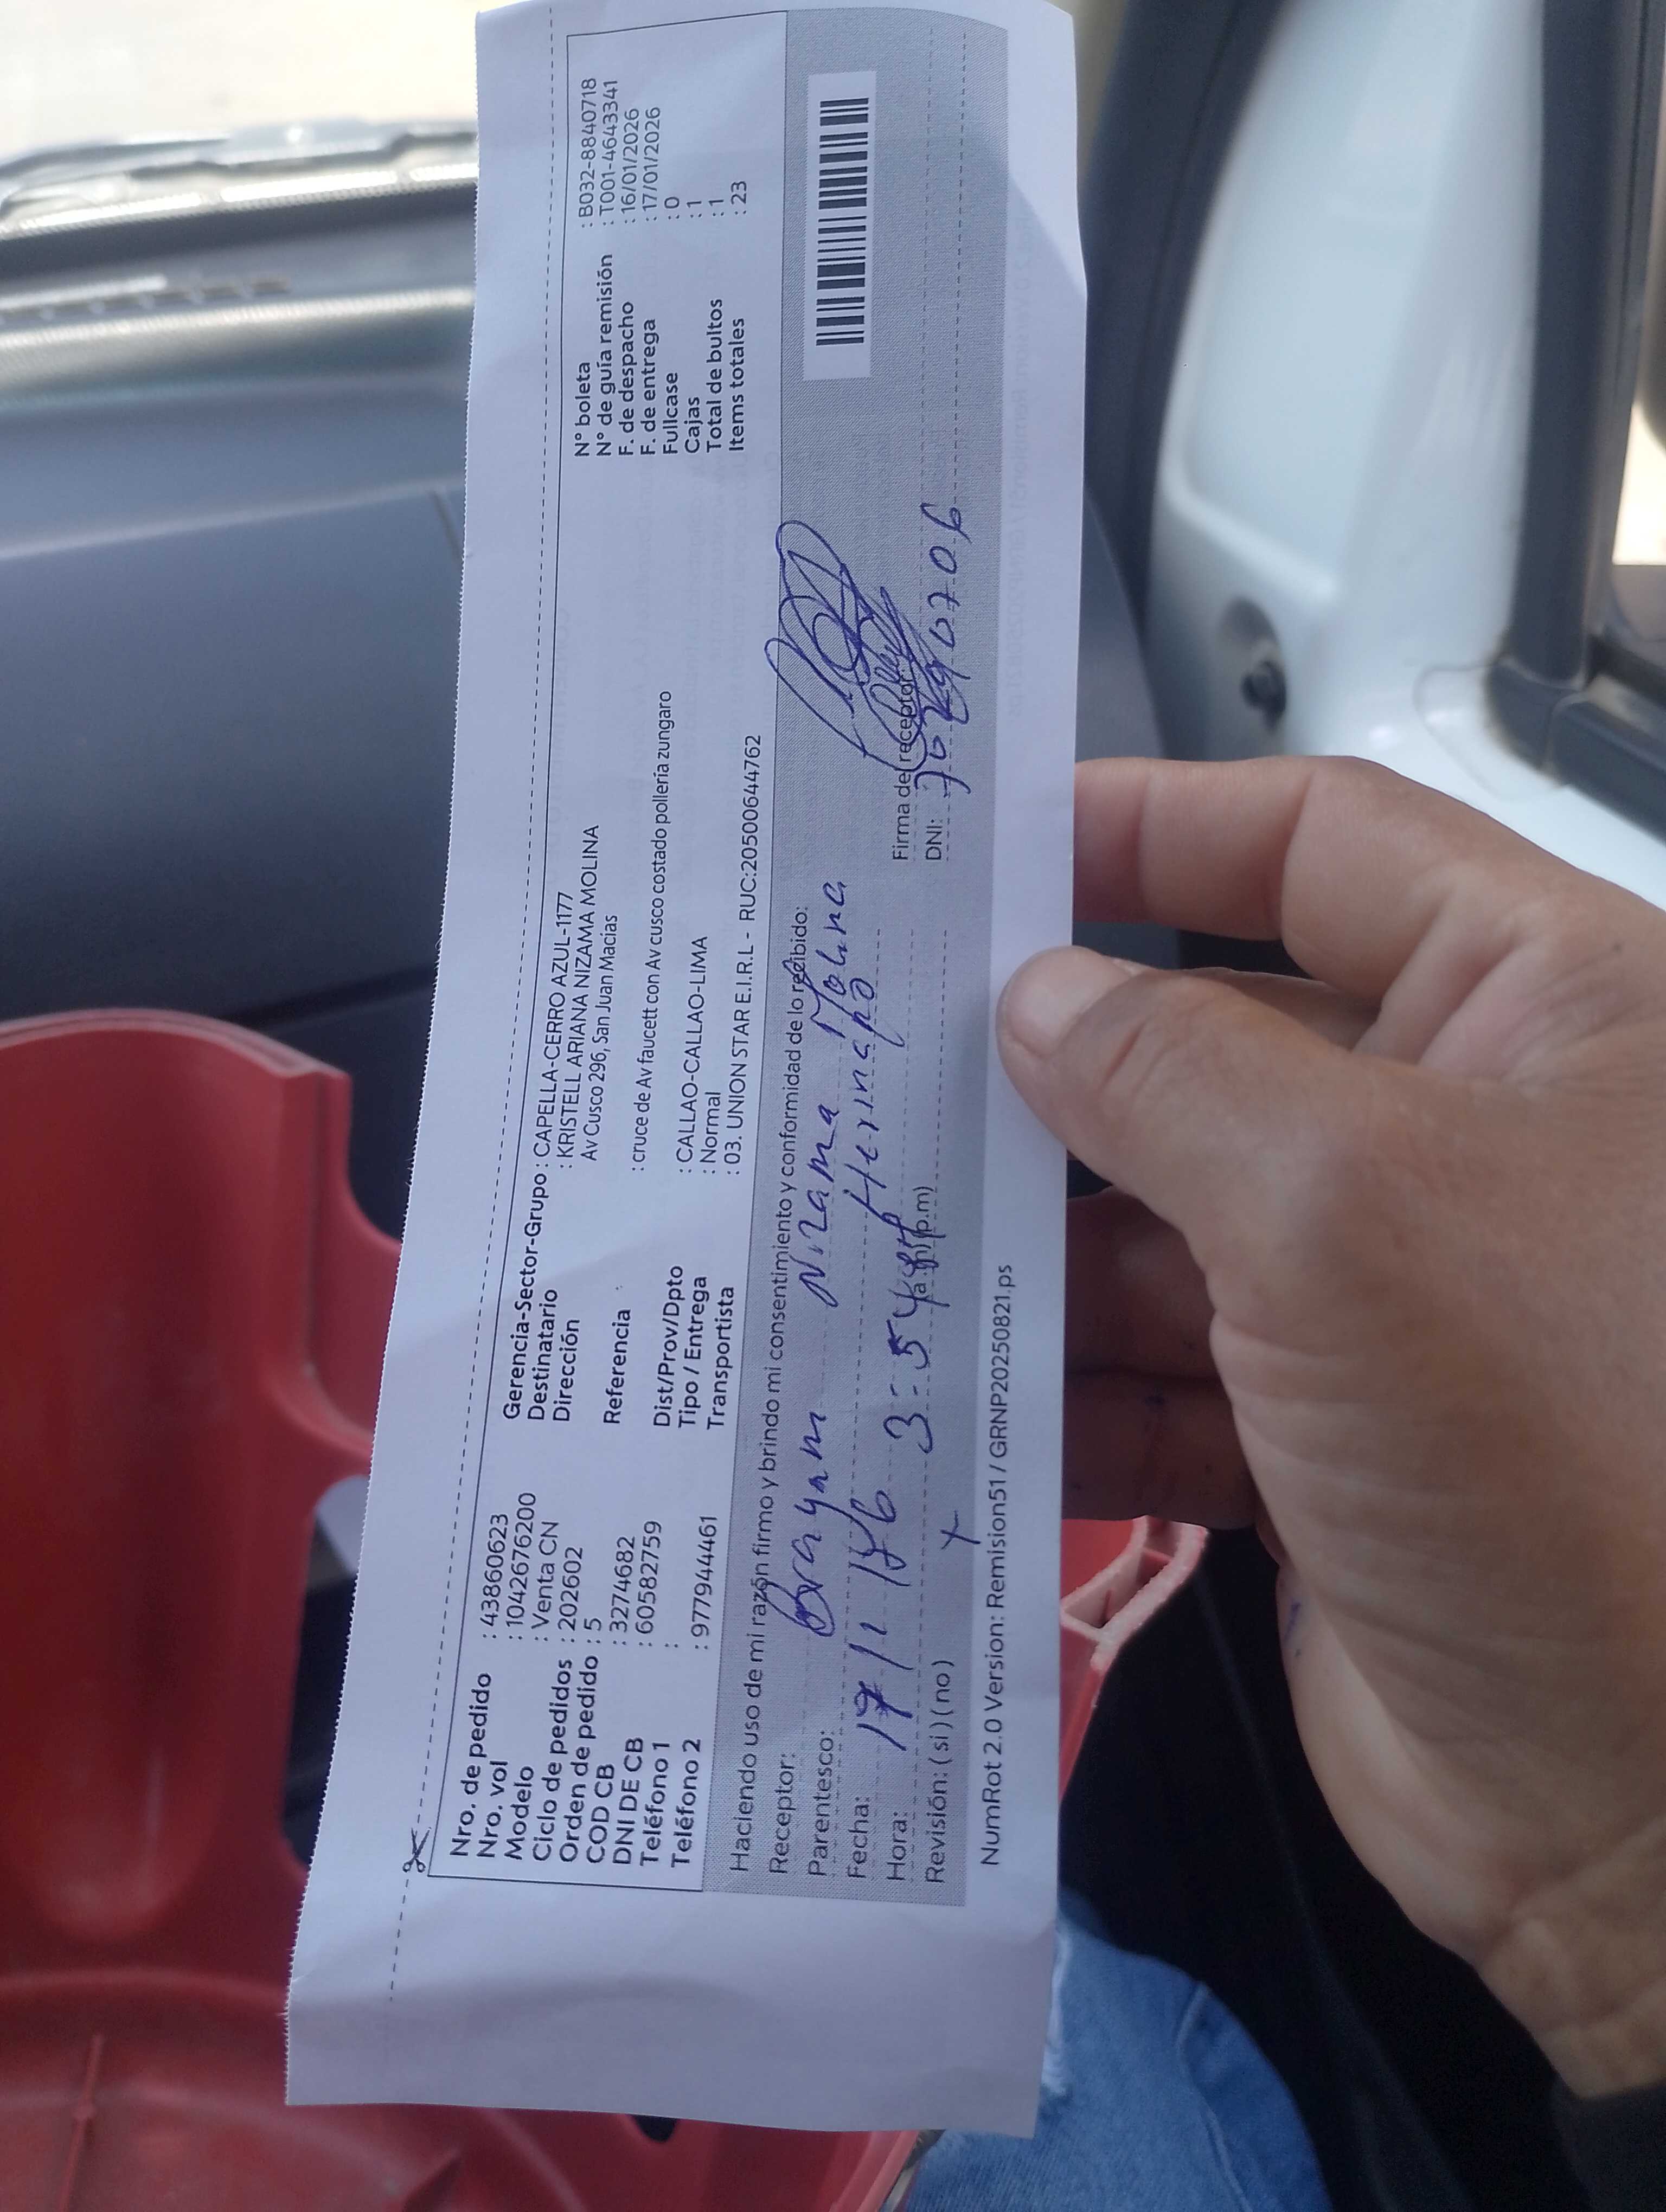 Nro. de pedido : 43860623
Nro. vol : 1042676200
Modelo : Venta CN
Ciclo de pedidos : 202602
Orden de pedido : 5
COD CB : 3274682
DNI DE CB : 60582759
Teléfono 1 :
Teléfono 2 : 977944461
Gerencia-Sector-Grupo : CAPELLA-CERRO AZUL-1177
Destinatario : KRISTELL ARIANA NIZAMA MOLINA
Dirección Av Cusco 296, San Juan Macias
Referencia : cruce de Av faucett con Av cusco costado pollería zungaro
Dist/Prov/Dpto : CALLAO-CALLAO-LIMA
Tipo / Entrega : Normal
Transportista : 03. UNION STAR E.I.R.L - RUC:20500644762
N° boleta : B032-8840718
N° de guía remisión : T001-4643341
F. de despacho : 16/01/2026
F. de entrega : 17/01/2026
Fullcase : 0
Cajas : 1
Total de bultos : 1
Items totales : 23
Haciendo uso de mi razón firmo y brindo mi consentimiento y conformidad de lo recibido:
Receptor: Brayam Nizama Molina
Parentesco: Hermano
Fecha: 17/1/
Hora: 3:54 (a.m)(p.m)
Revisión: ( si ) ( no ) x
Firma del receptor:
DNI:
NumRot 2.0 Version: Remision51 / GRNP20250821.ps